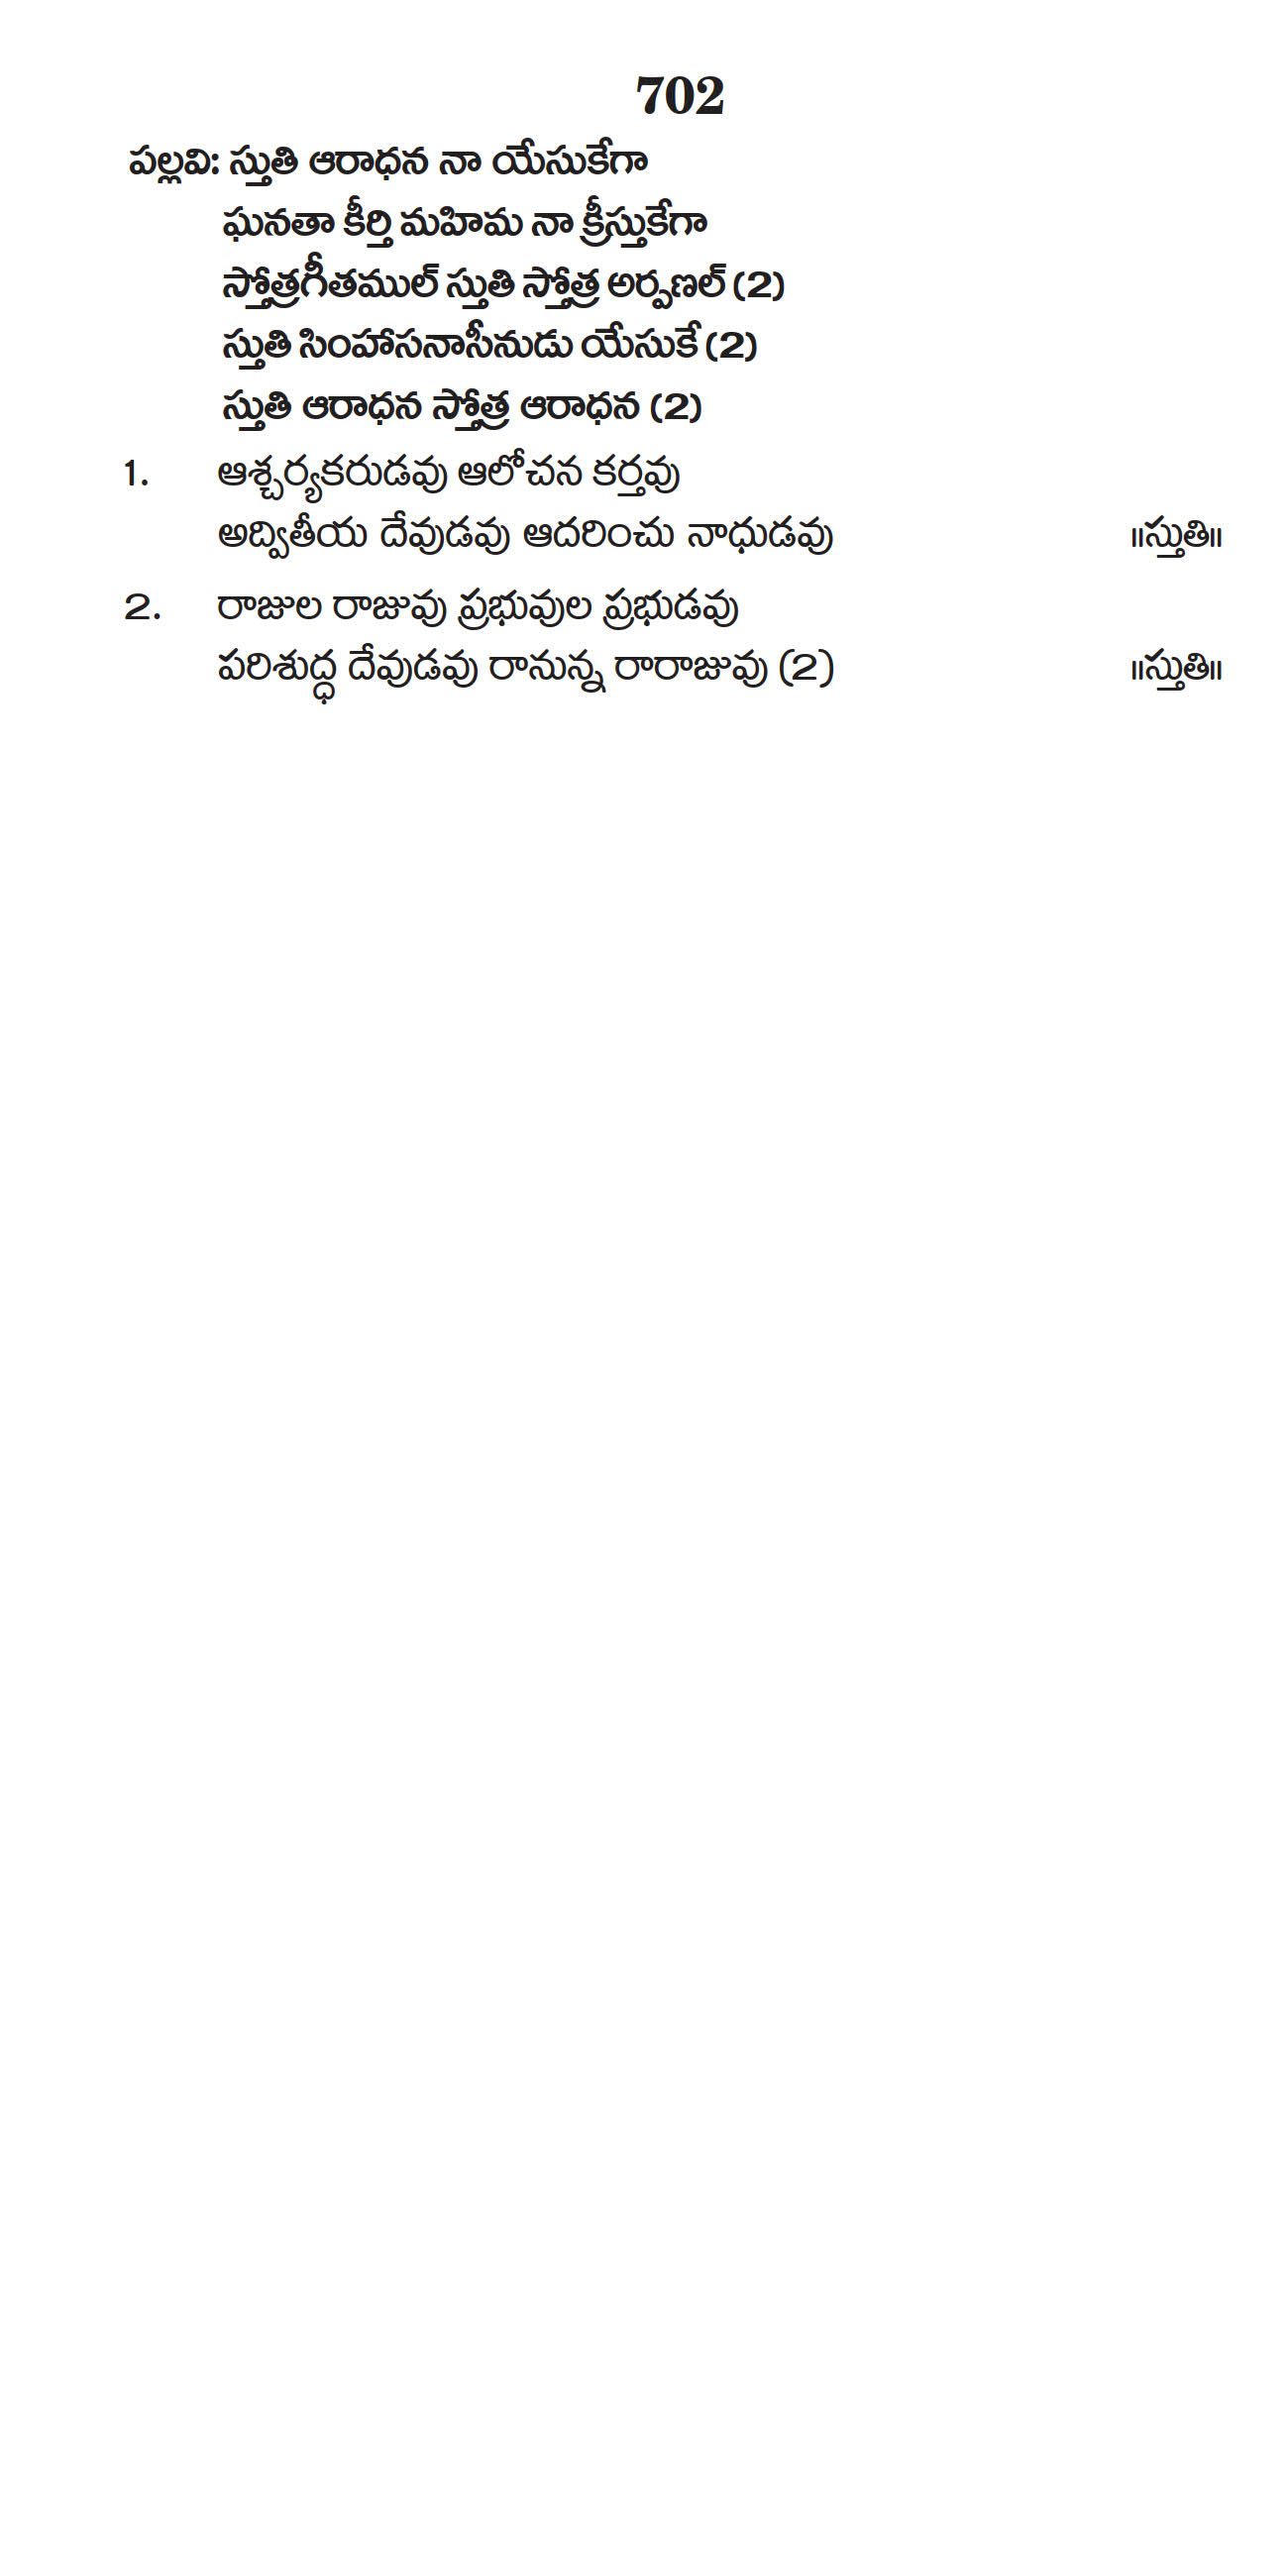 702
పల్లవి: స్తుతి ఆరాధన నా యేసుకేగా
ఘనతా కీర్తి మహిమ నా క్రీస్తుకేగా
స్తోత్రగీతముల్ స్తుతి స్తోత్ర అర్పణల్ (2)
స్తుతి సింహాసనాసీనుడు యేసుకే (2)
స్తుతి ఆరాధన స్తోత్ర ఆరాధన (2)
1. ఆశ్చర్యకరుడవు ఆలోచన కర్తవు
అద్వితీయ దేవుడవు ఆదరించు నాధుడవు ॥స్తుతి॥
2. రాజుల రాజువు ప్రభువుల ప్రభుడవు
పరిశుద్ధ దేవుడవు రానున్న రారాజువు (2) ॥స్తుతి॥